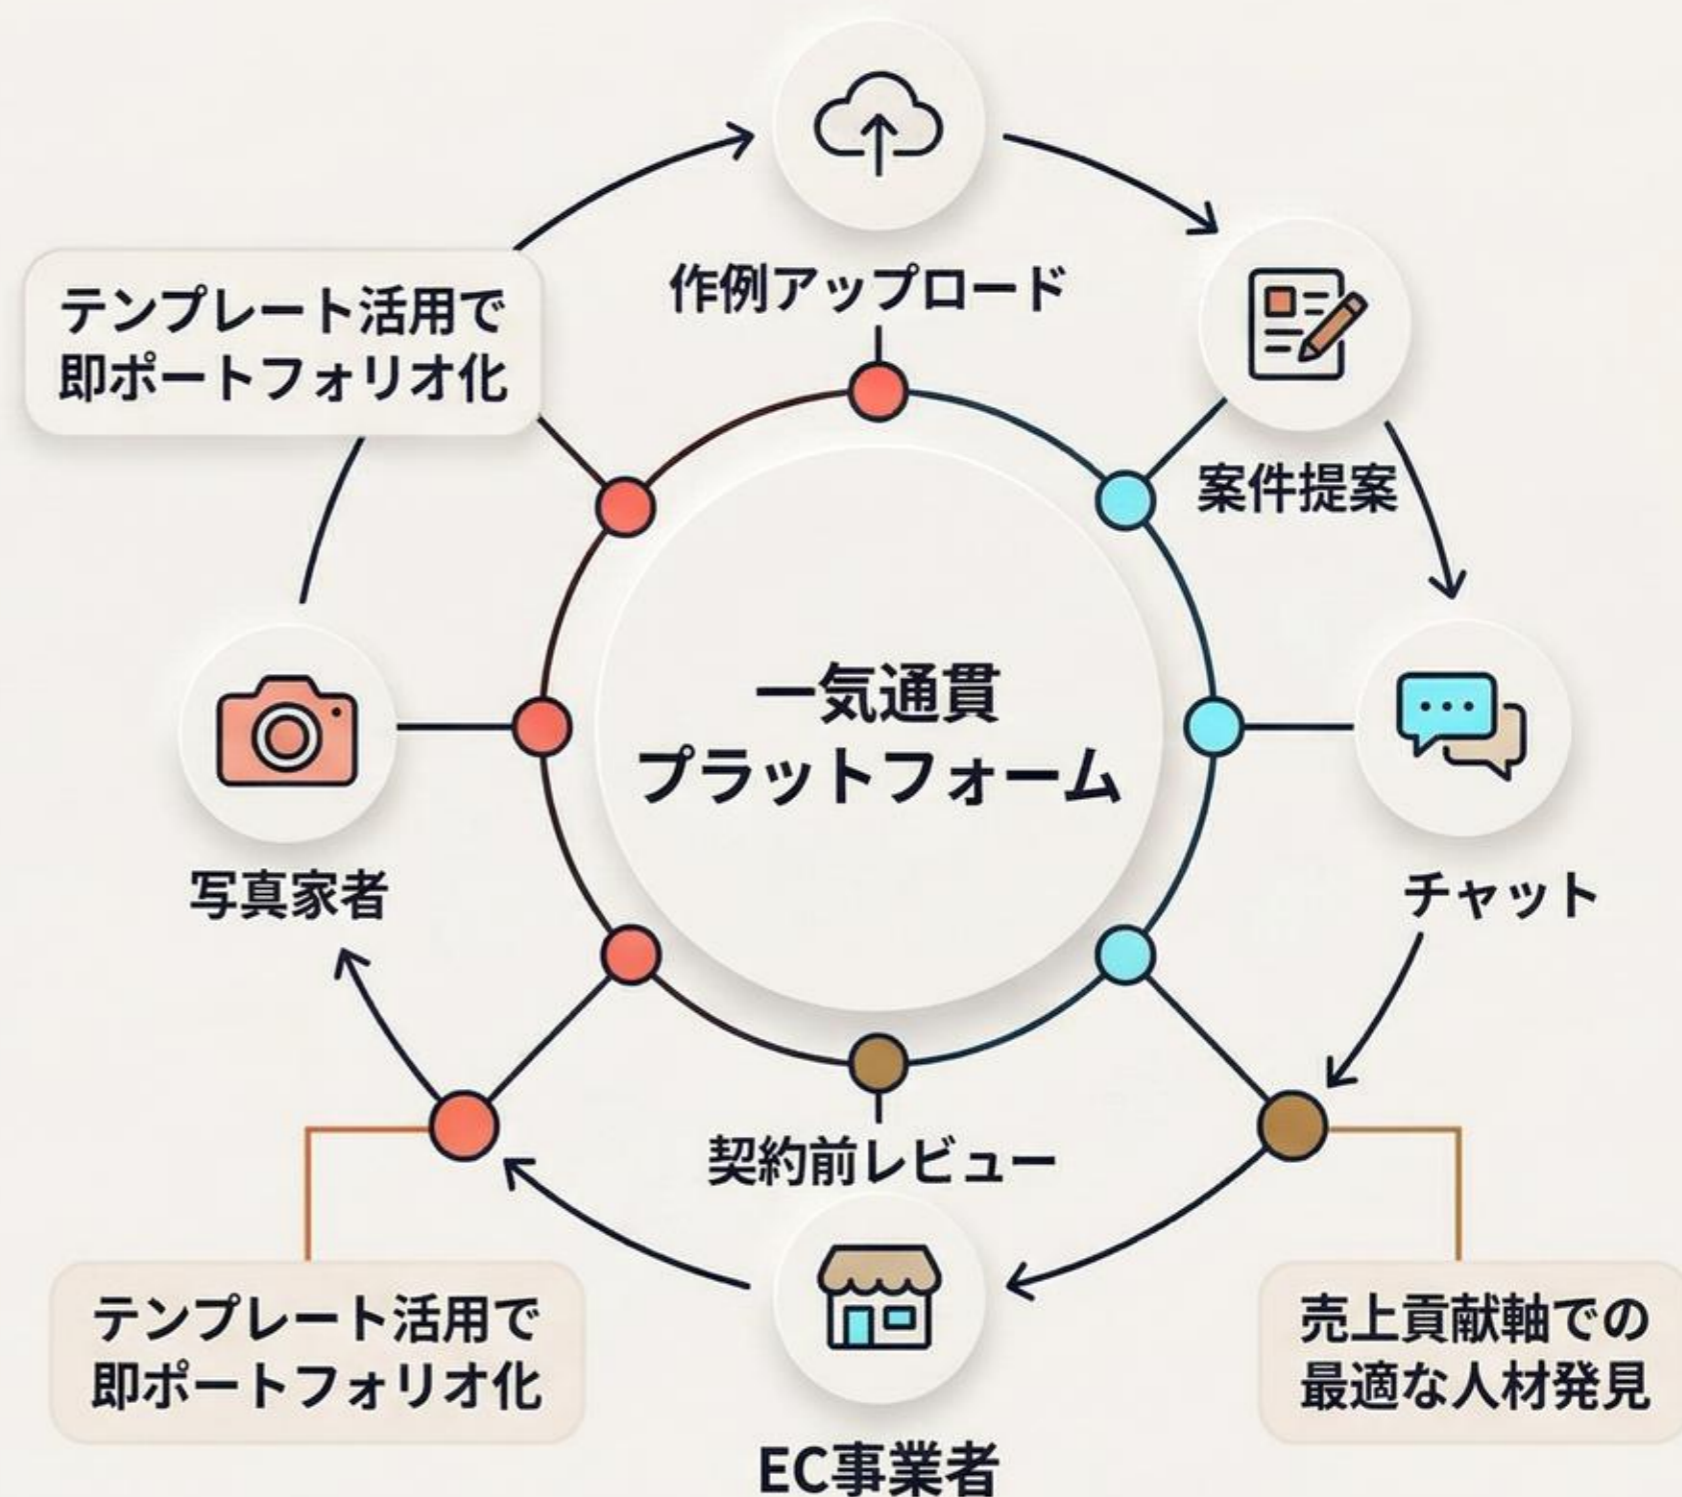 作例アップロード
テンプレート活用で
即ポートフォリオ化
案件提案
一気通貫
プラットフォーム
写真家者
チャット
契約前レビュー
テンプレート活用で
即ポートフォリオ化
売上貢献軸での
最適な人材発見
EC事業者